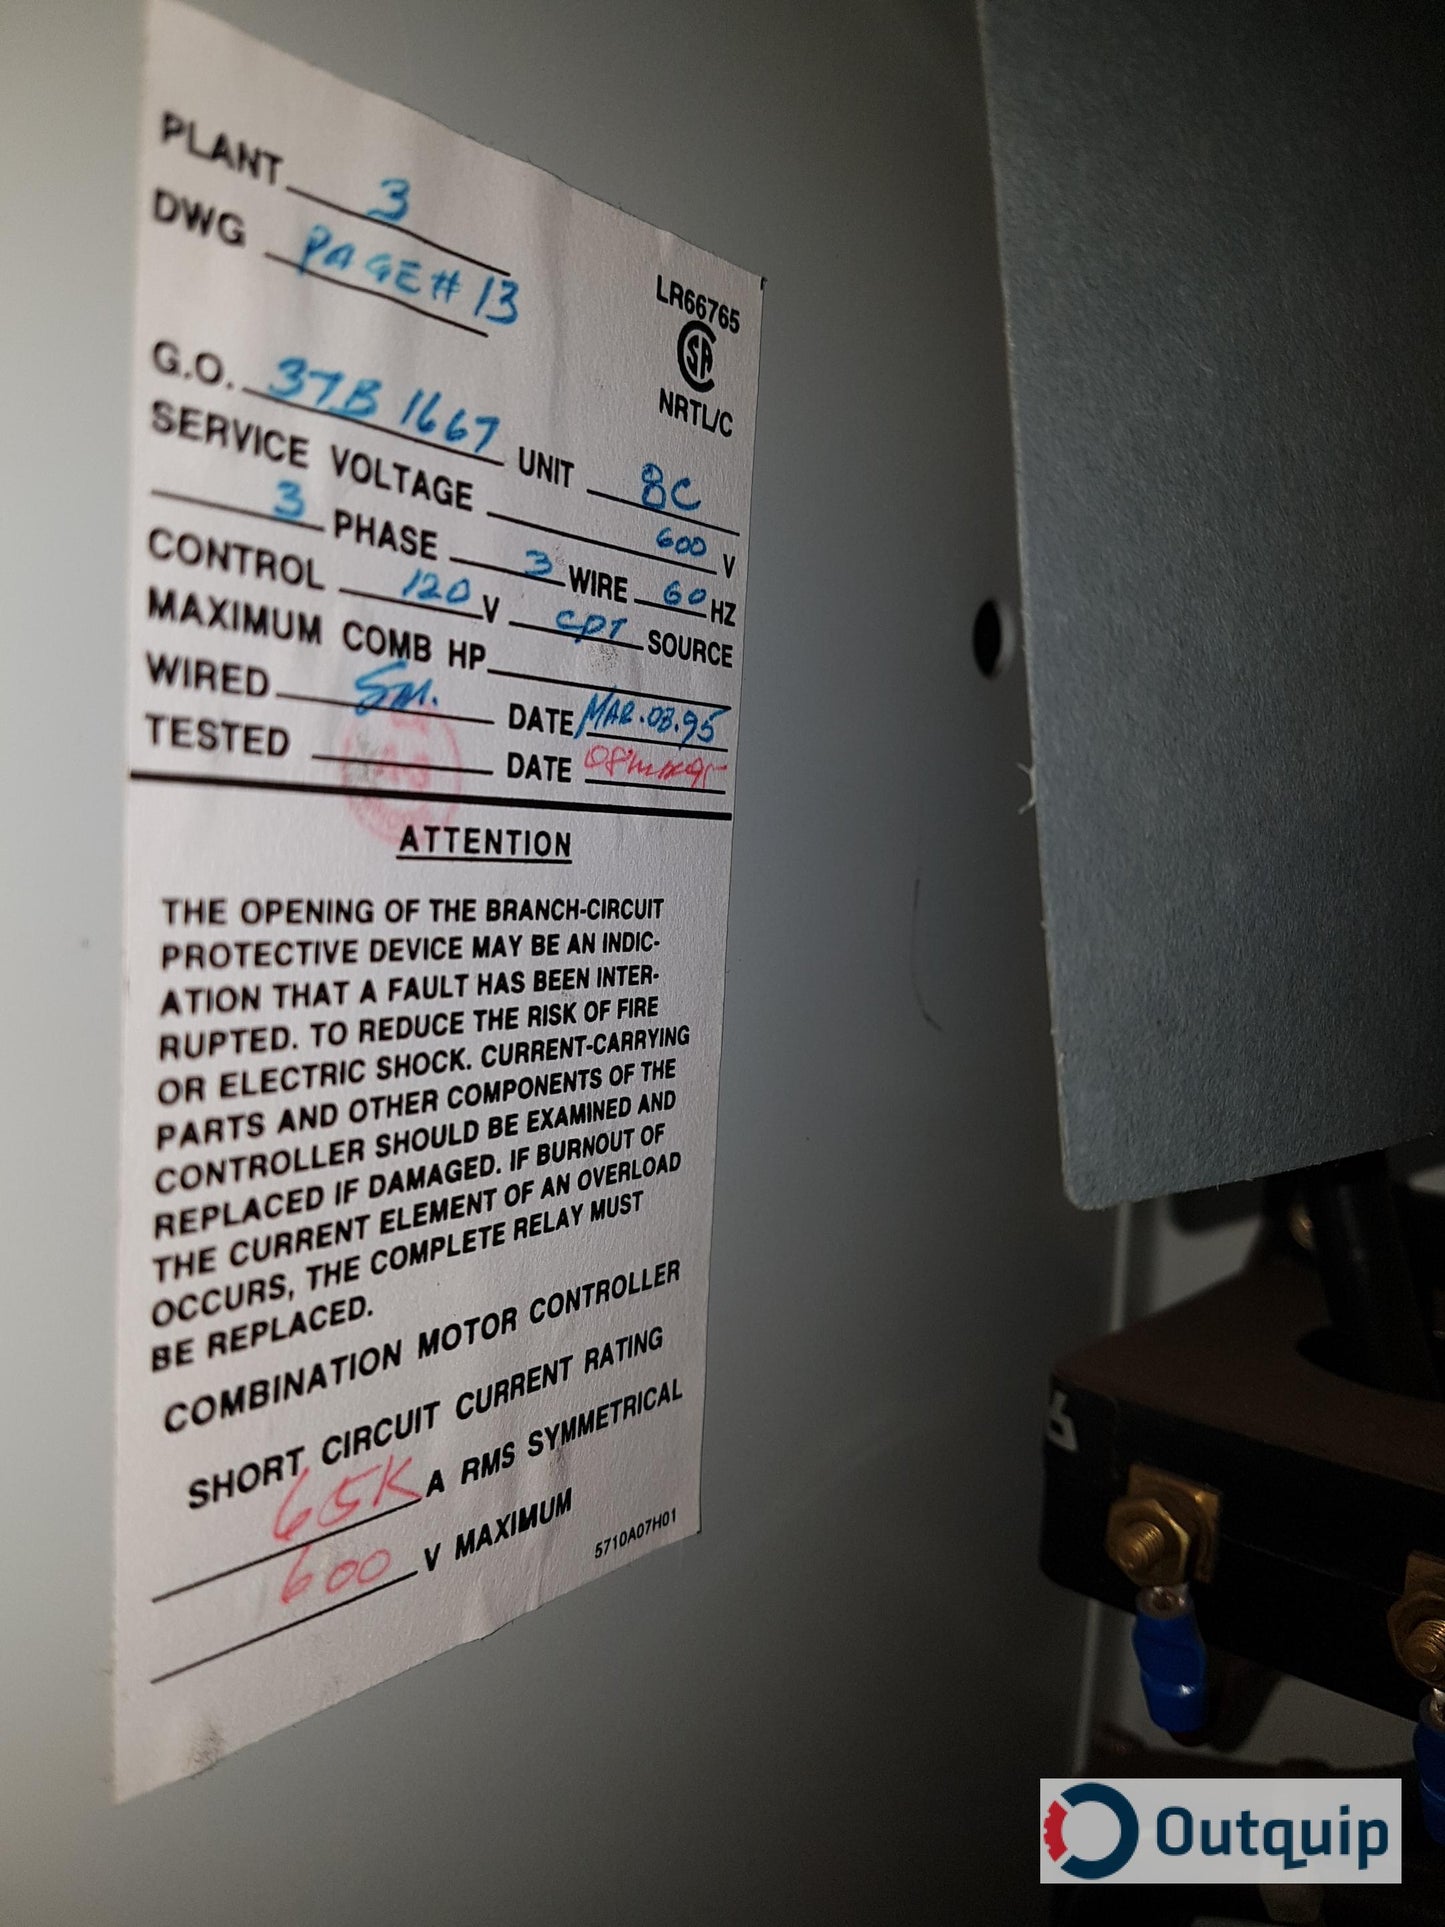 PLANT 3
DWG PAGE# 13
LR66765
SA
NRTL/C
G.O. 37B 1667 UNIT 8C
SERVICE VOLTAGE 600 V
3 PHASE 3 WIRE 60 HZ
CONTROL 120 V CPT SOURCE
MAXIMUM COMB HP
WIRED SM. DATE MAR.03.95
TESTED DATE
ATTENTION
THE OPENING OF THE BRANCH-CIRCUIT
PROTECTIVE DEVICE MAY BE AN INDIC-
ATION THAT A FAULT HAS BEEN INTER-
RUPTED. TO REDUCE THE RISK OF FIRE
OR ELECTRIC SHOCK. CURRENT-CARRYING
PARTS AND OTHER COMPONENTS OF THE
CONTROLLER SHOULD BE EXAMINED AND
REPLACED IF DAMAGED. IF BURNOUT OF
THE CURRENT ELEMENT OF AN OVERLOAD
OCCURS, THE COMPLETE RELAY MUST
BE REPLACED.
COMBINATION MOTOR CONTROLLER
SHORT CIRCUIT CURRENT RATING
65K A RMS SYMMETRICAL
600 V MAXIMUM
5710A07H01
Outquip